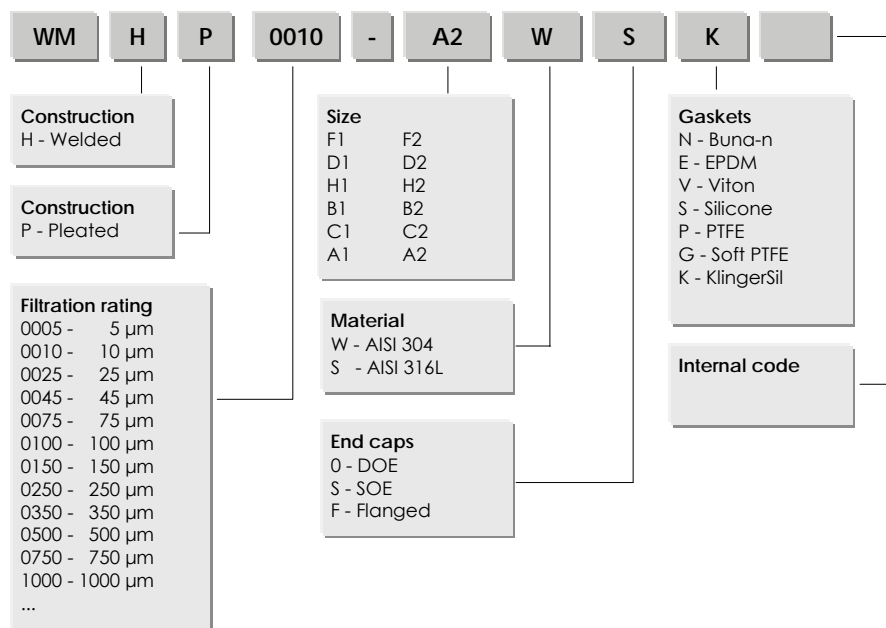 WM H P 0010 - A2 W S K
Construction
H - Welded
Construction
P - Pleated
Filtration rating
0005 - 5 µm
0010 - 10 µm
0025 - 25 µm
0045 - 45 µm
0075 - 75 µm
0100 - 100 µm
0150 - 150 µm
0250 - 250 µm
0350 - 350 µm
0500 - 500 µm
0750 - 750 µm
1000 - 1000 µm
...
Size
F1 F2
D1 D2
H1 H2
B1 B2
C1 C2
A1 A2
Material
W - AISI 304
S - AISI 316L
End caps
0 - DOE
S - SOE
F - Flanged
Gaskets
N - Buna-n
E - EPDM
V - Viton
S - Silicone
P - PTFE
G - Soft PTFE
K - KlingerSil
Internal code